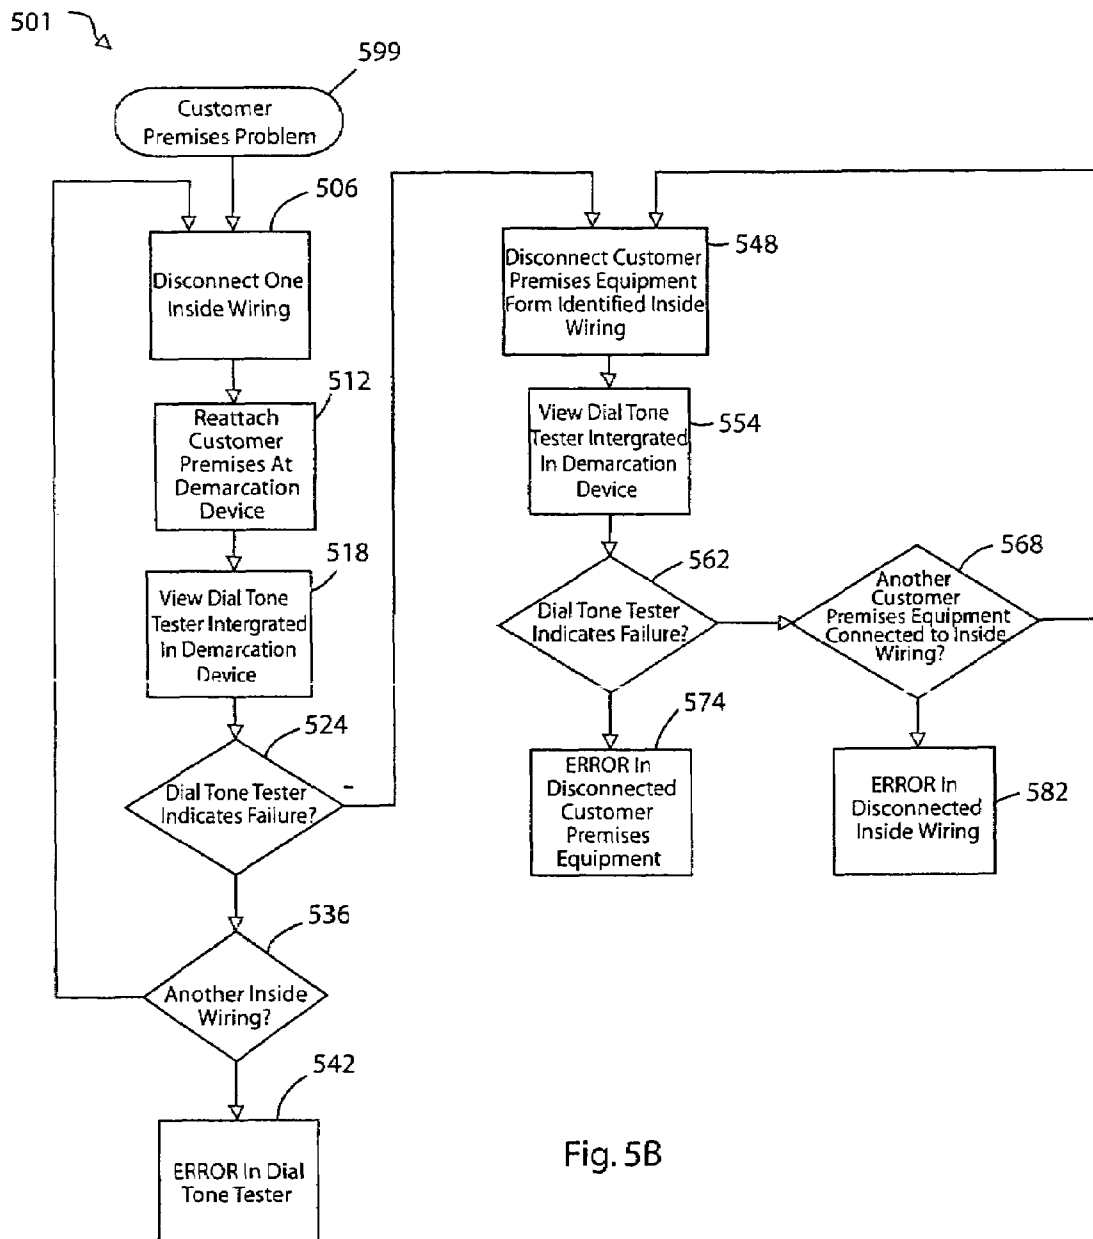 501
599
Customer
Premises Problem
506
Disconnect One
Inside Wiring
512
Reattach
Customer
Premises At
Demarcation
Device
518
View Dial Tone
Tester Intergrated
In Demarcation
Device
524
Dial Tone Tester
Indicates Failure?
536
Another Inside
Wiring?
542
ERROR In Dial
Tone Tester
548
Disconnect Customer
Premises Equipment
Form Identified Inside
Wiring
554
View Dial Tone
Tester Intergrated
In Demarcation
Device
562
Dial Tone Tester
Indicates Failure?
568
Another
Customer
Premises Equipment
Connected to Inside
Wiring?
574
ERROR In
Disconnected
Customer
Premises
Equipment
582
ERROR In
Disconnected
Inside Wiring
Fig. 5B